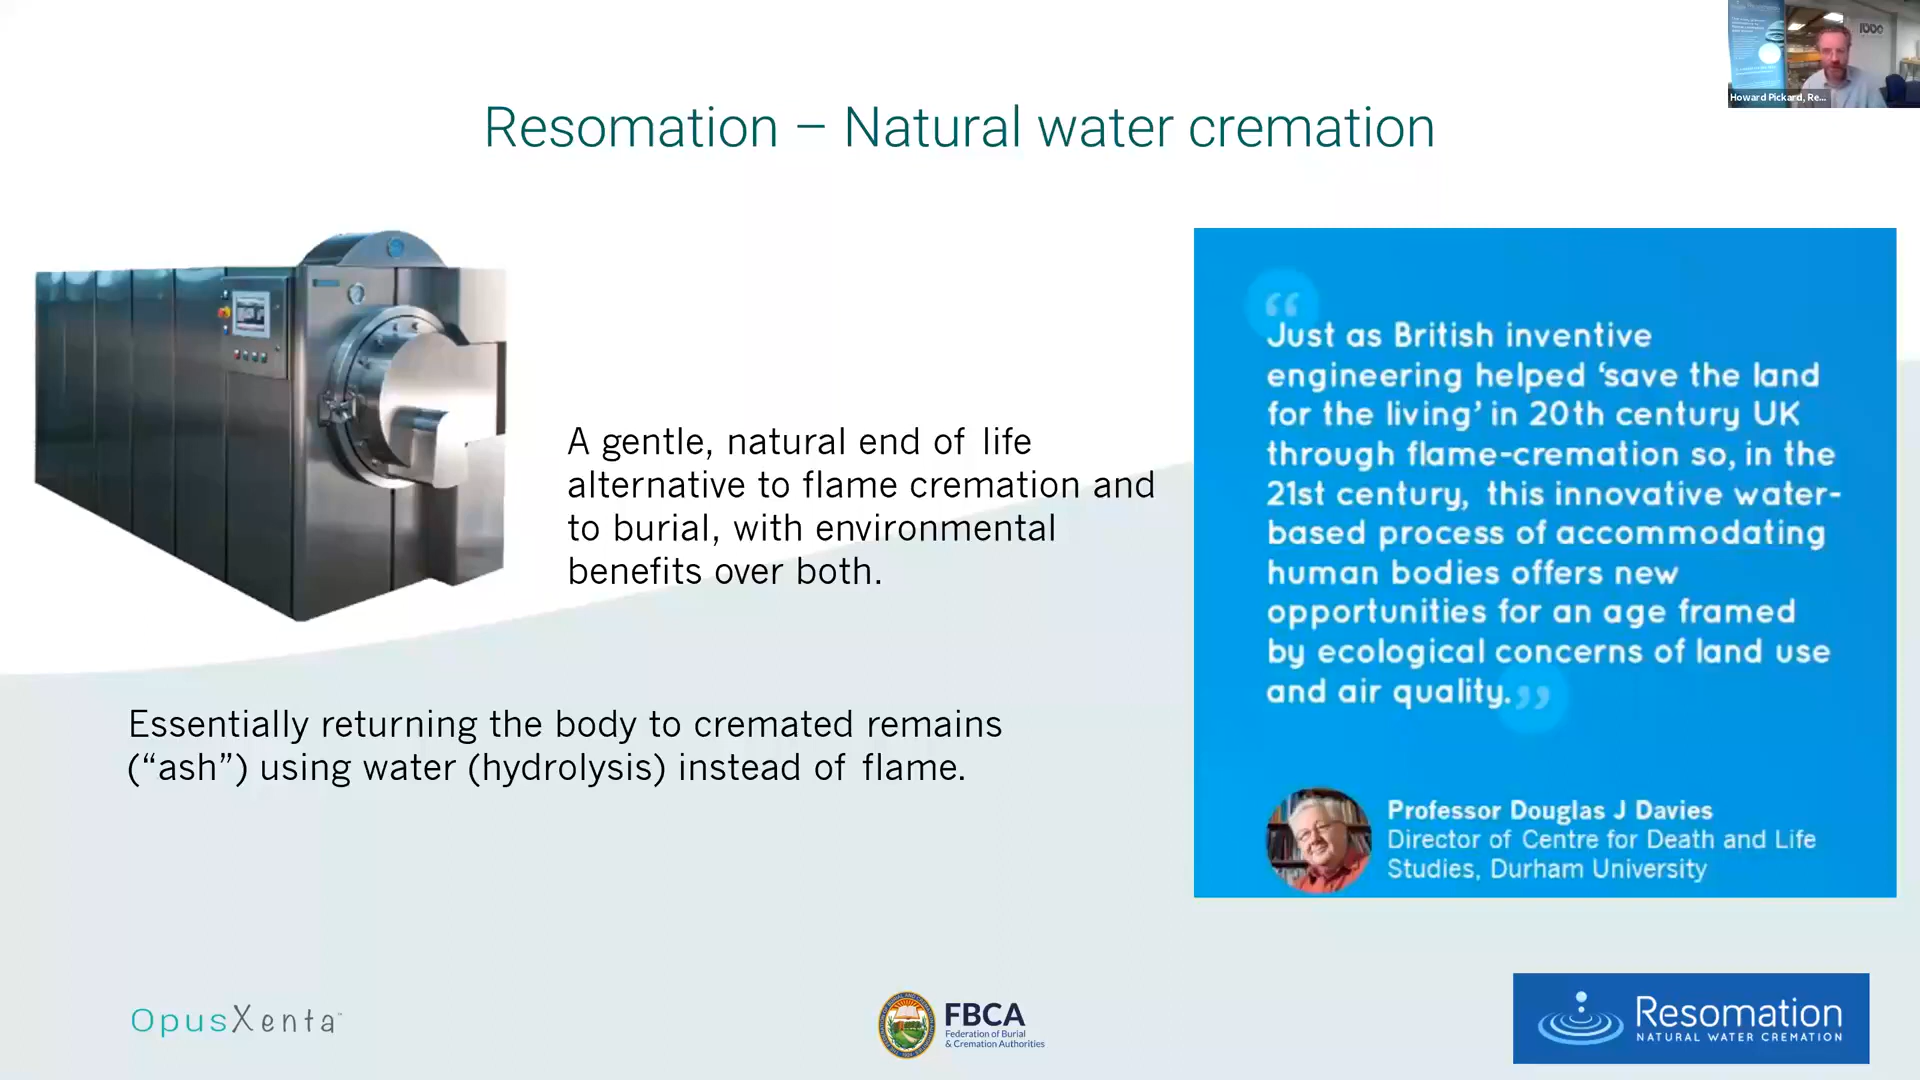 Howard Pickard, Re...
Resomation – Natural water cremation
A gentle, natural end of life
alternative to flame cremation and
to burial, with environmental
benefits over both.
Essentially returning the body to cremated remains
(“ash”) using water (hydrolysis) instead of flame.
“
Just as British inventive
engineering helped ‘save the land
for the living’ in 20th century UK
through flame-cremation so, in the
21st century, this innovative water-
based process of accommodating
human bodies offers new
opportunities for an age framed
by ecological concerns of land use
and air quality.”
Professor Douglas J Davies
Director of Centre for Death and Life
Studies, Durham University
OpusXenta™
FBCA
Federation of Burial
& Cremation Authorities
Resomation
NATURAL WATER CREMATION